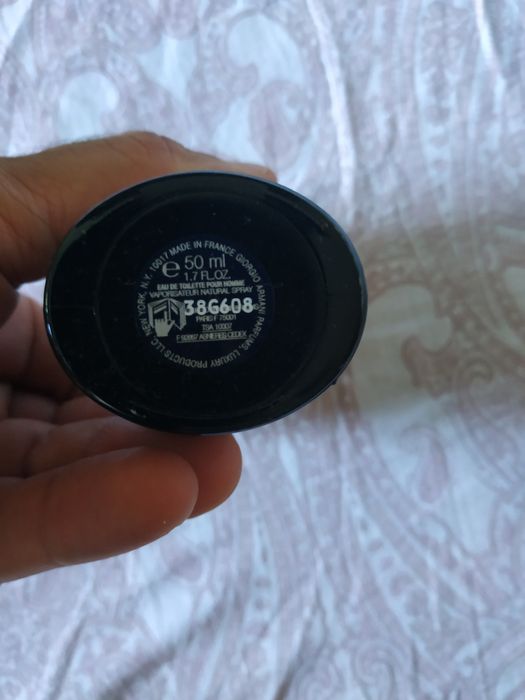 MADE IN FRANCE GIORGIO ARMANI PARFUMS, LUXURY PRODUCTS LLC, NEW YORK, N.Y. 10017
e 50 ml
1.7 FL.OZ.
EAU DE TOILETTE POUR HOMME
VAPORISATEUR NATURAL SPRAY
38G608
PARIS F 75001
TSA 10007
ASNIERES CEDEX